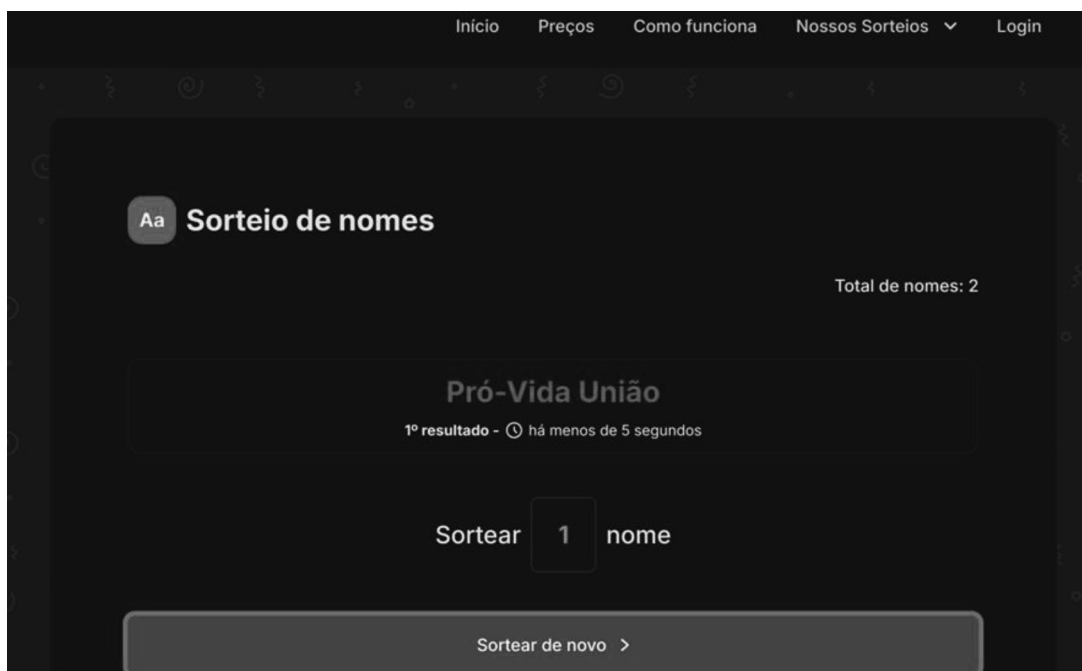 Início Preços Como funciona Nossos Sorteios Login
Aa Sorteio de nomes
Total de nomes: 2
Pró-Vida União
1º resultado - há menos de 5 segundos
Sortear 1 nome
Sortear de novo >